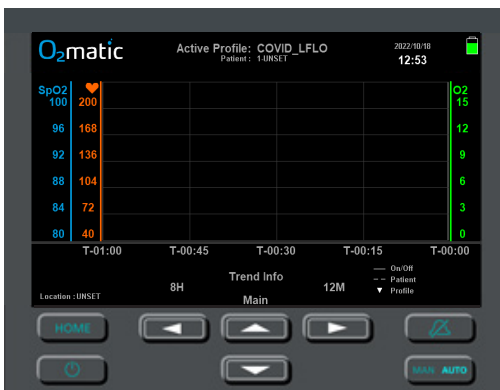 O2matic
Active Profile: COVID_LFLO
Patient : 1-UNSET
2022/10/18
12:53
SpO2
O2
100 200 15
96 168 12
92 136 9
88 104 6
84 72 3
80 40 0
T-01:00 T-00:45 T-00:30 T-00:15 T-00:00
On/Off
Patient
Profile
Trend Info
8H 12M
Main
Location :UNSET
HOME
MAN AUTO